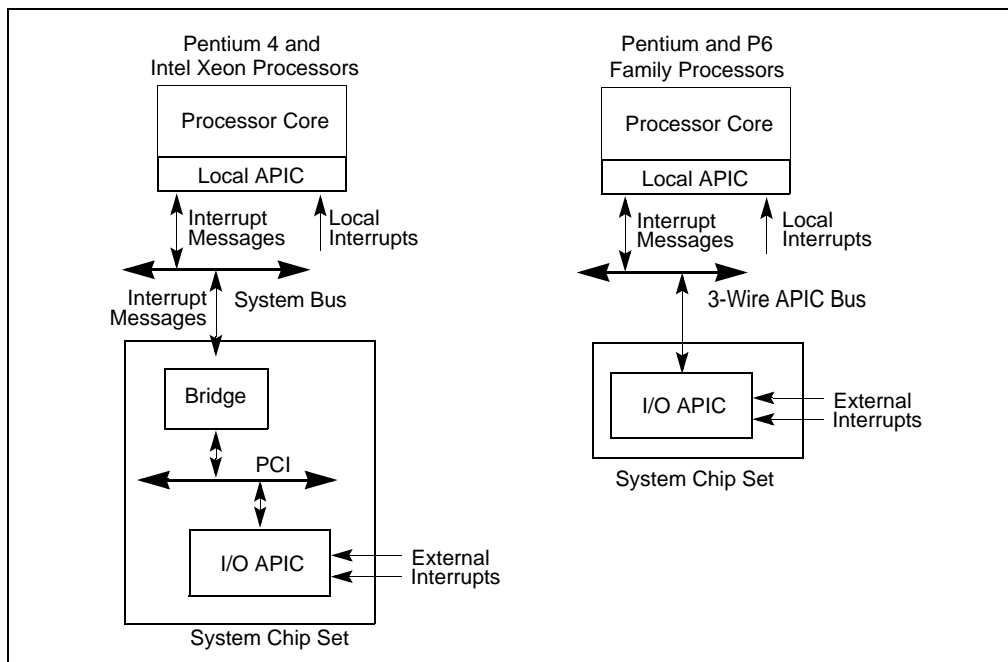 Pentium 4 and
Intel Xeon Processors
Processor Core
Local APIC
Interrupt
Messages
Local
Interrupts
Interrupt
Messages
System Bus
Bridge
PCI
I/O APIC
External
Interrupts
System Chip Set
Pentium and P6
Family Processors
Processor Core
Local APIC
Interrupt
Messages
Local
Interrupts
3-Wire APIC Bus
I/O APIC
External
Interrupts
System Chip Set